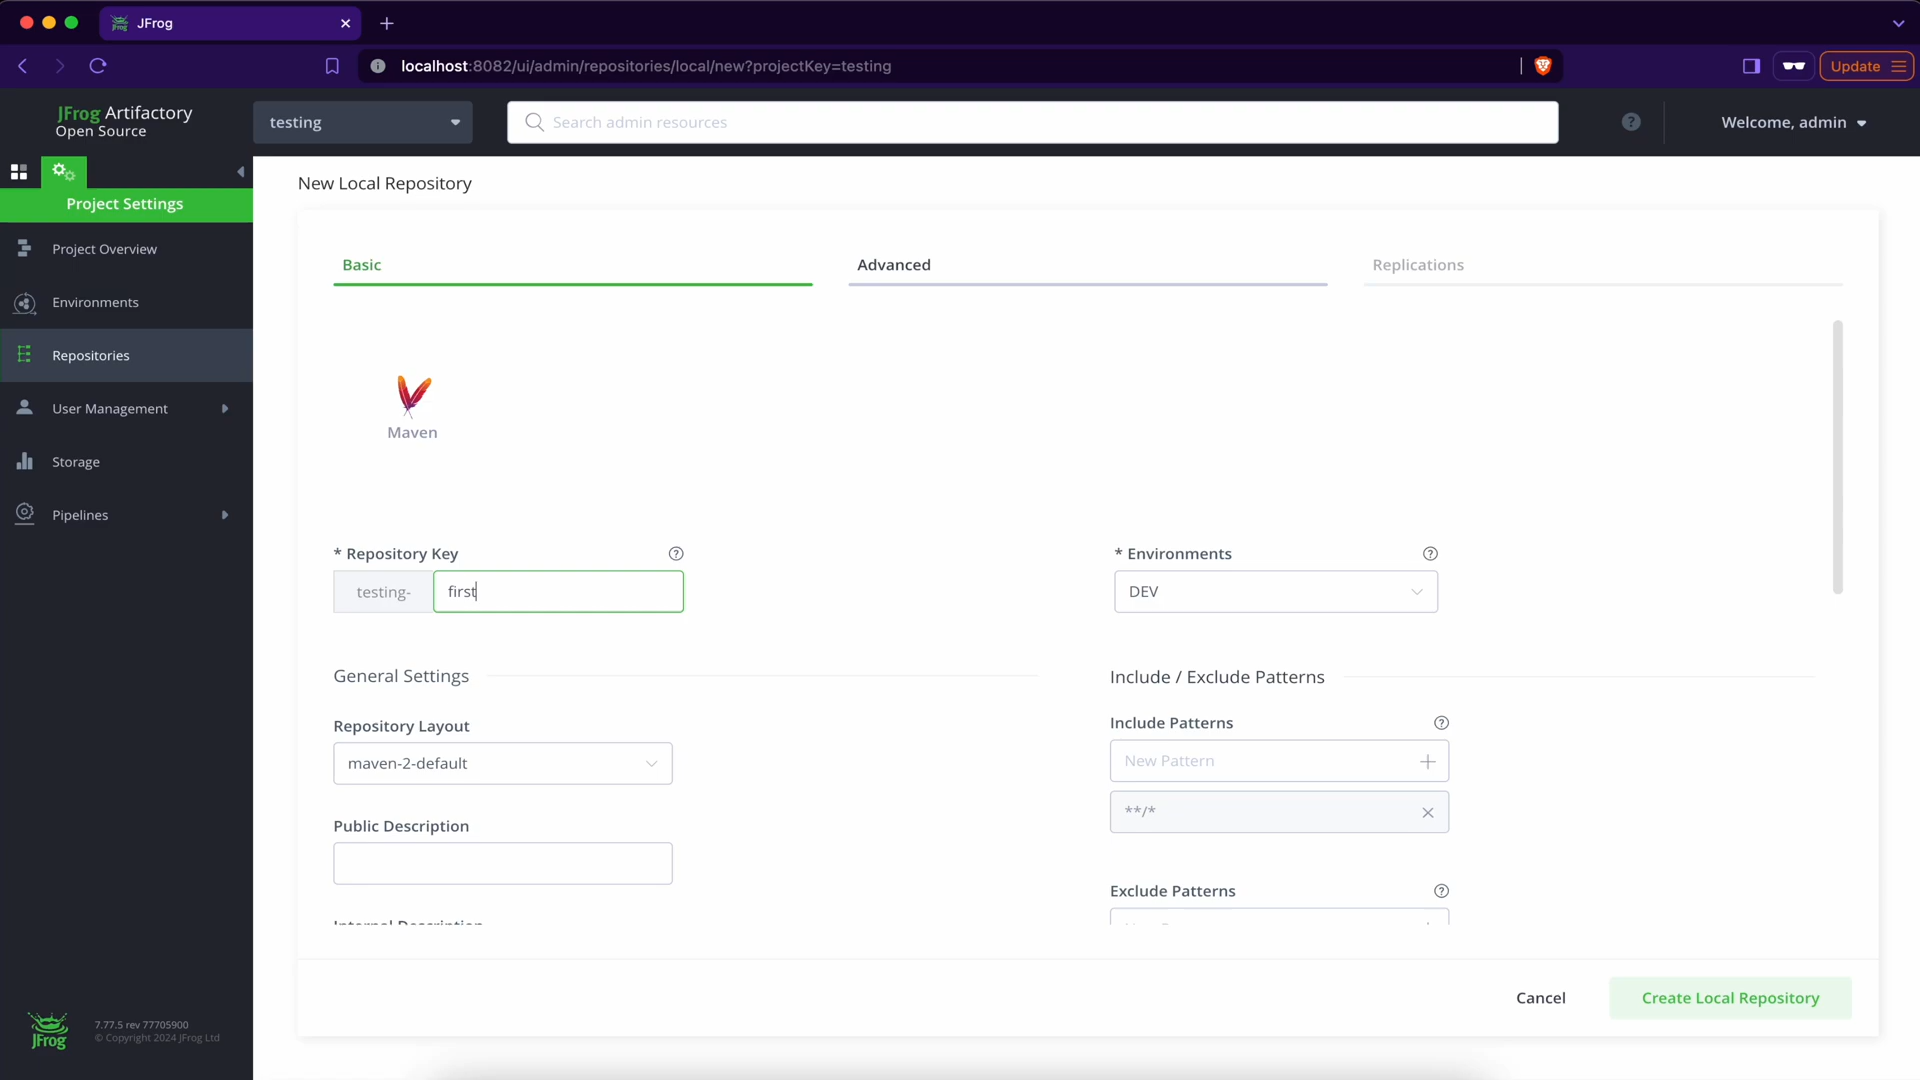 JFrog
localhost:8082/ui/admin/repositories/local/new?projectKey=testing
Update
JFrog Artifactory
Open Source
testing
Search admin resources
?
Welcome, admin
Project Settings
Project Overview
Environments
Repositories
User Management
Storage
Pipelines
JFrog
7.77.5 rev 77705900
© Copyright 2024 JFrog Ltd
New Local Repository
Basic
Advanced
Replications
Maven
* Repository Key ?
testing- first
* Environments ?
DEV
General Settings
Repository Layout
maven-2-default
Public Description
Internal Description
Include / Exclude Patterns
Include Patterns ?
New Pattern
**/*
Exclude Patterns ?
Cancel
Create Local Repository